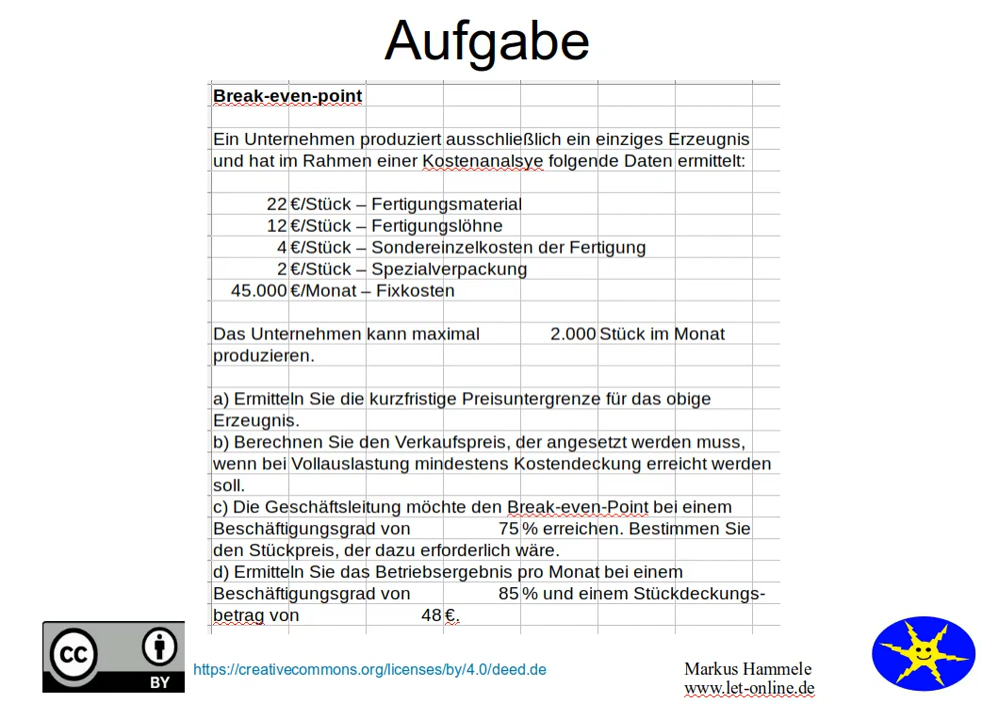 Aufgabe
Break-even-point
Ein Unternehmen produziert ausschließlich ein einziges Erzeugnis
und hat im Rahmen einer Kostenanalsye folgende Daten ermittelt:
22 €/Stück – Fertigungsmaterial
12 €/Stück – Fertigungslöhne
4 €/Stück – Sondereinzelkosten der Fertigung
2 €/Stück – Spezialverpackung
45.000 €/Monat – Fixkosten
Das Unternehmen kann maximal 2.000 Stück im Monat
produzieren.
a) Ermitteln Sie die kurzfristige Preisuntergrenze für das obige
Erzeugnis.
b) Berechnen Sie den Verkaufspreis, der angesetzt werden muss,
wenn bei Vollauslastung mindestens Kostendeckung erreicht werden
soll.
c) Die Geschäftsleitung möchte den Break-even-Point bei einem
Beschäftigungsgrad von 75 % erreichen. Bestimmen Sie
den Stückpreis, der dazu erforderlich wäre.
d) Ermitteln Sie das Betriebsergebnis pro Monat bei einem
Beschäftigungsgrad von 85 % und einem Stückdeckungs-
betrag von 48 €.
cc
BY
https://creativecommons.org/licenses/by/4.0/deed.de
Markus Hammele
www.let-online.de